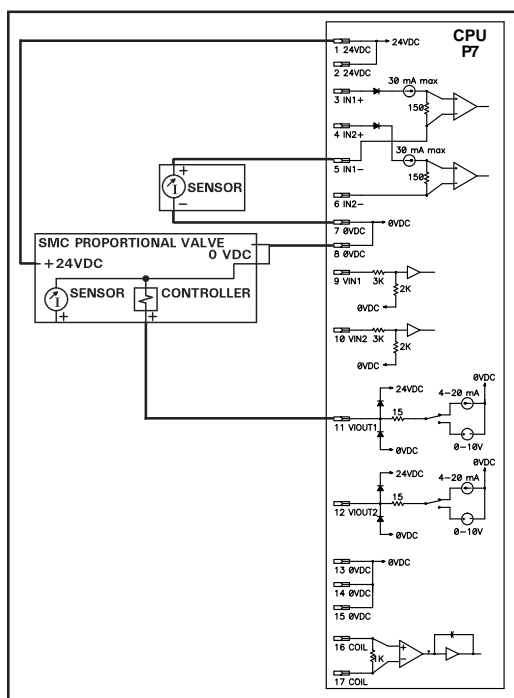 CPU
P7
1 24VDC
24VDC
2 24VDC
30 mA max
3 IN1+
150
4 IN2+
30 mA max
5 IN1−
150
6 IN2−
+
I
SENSOR
−
7 0VDC
0VDC
8 0VDC
SMC PROPORTIONAL VALVE
0 VDC
+ 24VDC
I
SENSOR
CONTROLLER
+
+
9 VIN1
3K
2K
0VDC
10 VIN2
3K
2K
0VDC
24VDC
15
4-20 mA
0VDC
11 VIOUT1
0VDC
0-10V
24VDC
15
4-20 mA
0VDC
12 VIOUT2
0VDC
0-10V
13 0VDC
0VDC
14 0VDC
15 0VDC
16 COIL
1K
17 COIL